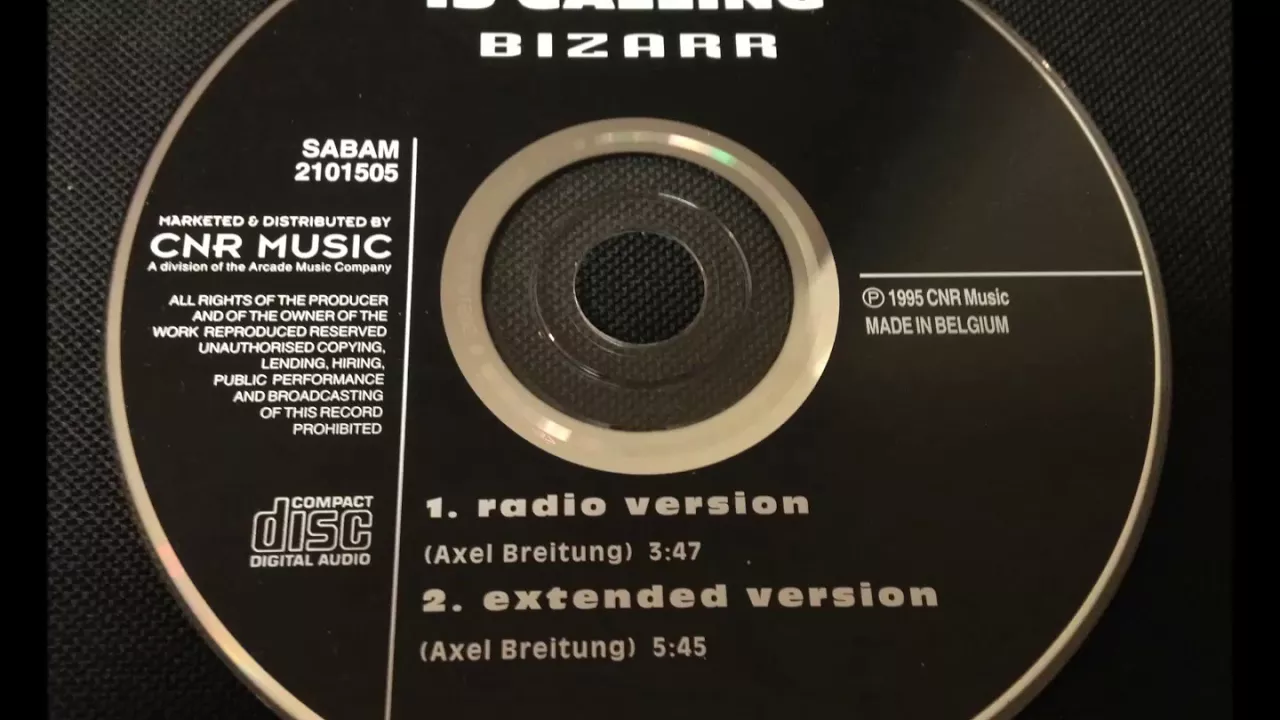 IS CALLING
BIZARR
SABAM
2101505
MARKETED & DISTRIBUTED BY
CNR MUSIC
A division of the Arcade Music Company
ALL RIGHTS OF THE PRODUCER
AND OF THE OWNER OF THE
WORK REPRODUCED RESERVED
UNAUTHORISED COPYING,
LENDING, HIRING,
PUBLIC PERFORMANCE
AND BROADCASTING
OF THIS RECORD
PROHIBITED
COMPACT
disc
DIGITAL AUDIO
℗ 1995 CNR Music
MADE IN BELGIUM
1. radio version
(Axel Breitung) 3:47
2. extended version
(Axel Breitung) 5:45